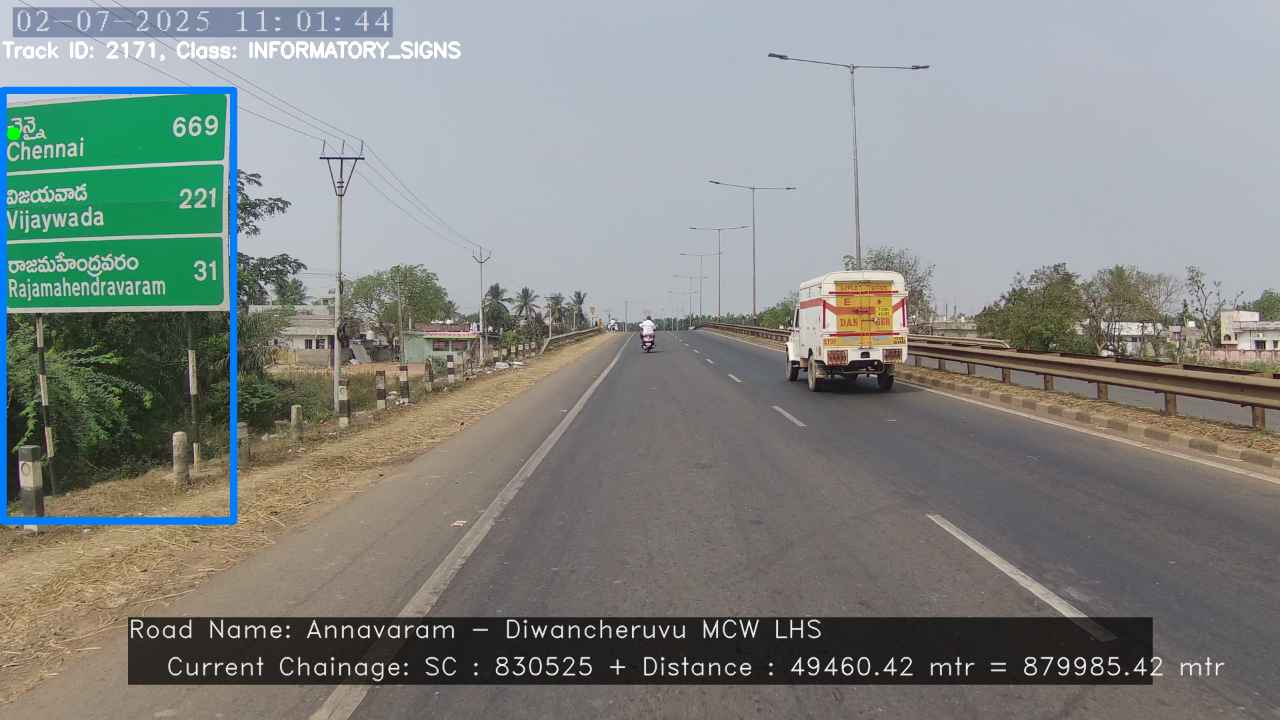 02-07-2025 11:01:44
Track ID: 2171, Class: INFORMATORY_SIGNS
చెన్నై 669
Chennai
విజయవాడ 221
Vijaywada
రాజమహేంద్రవరం 31
Rajamahendravaram
E
DANGER
Road Name: Annavaram - Diwancheruvu MCW LHS
Current Chainage: SC : 830525 + Distance : 49460.42 mtr = 879985.42 mtr